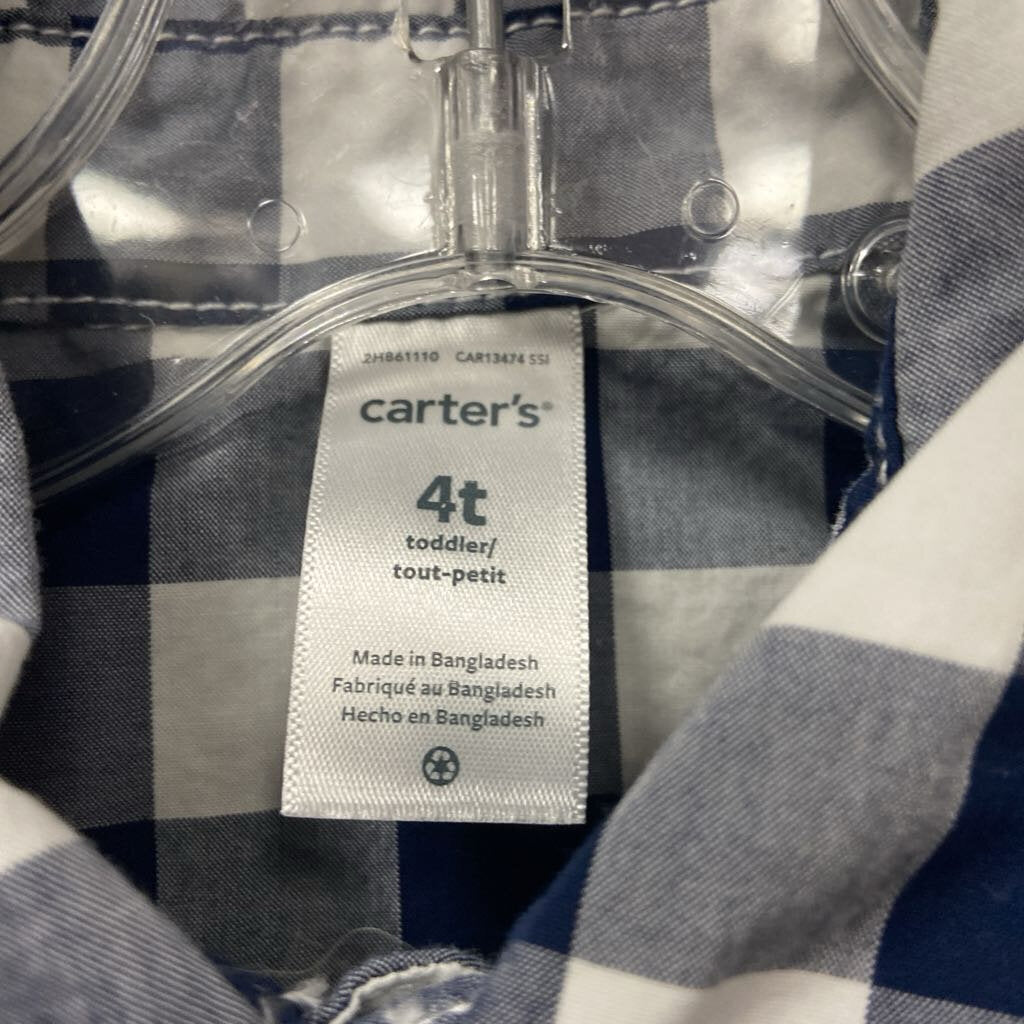 2H861110 CAR13474 SSI
carter's®
4t
toddler/
tout-petit
Made in Bangladesh
Fabriqué au Bangladesh
Hecho en Bangladesh